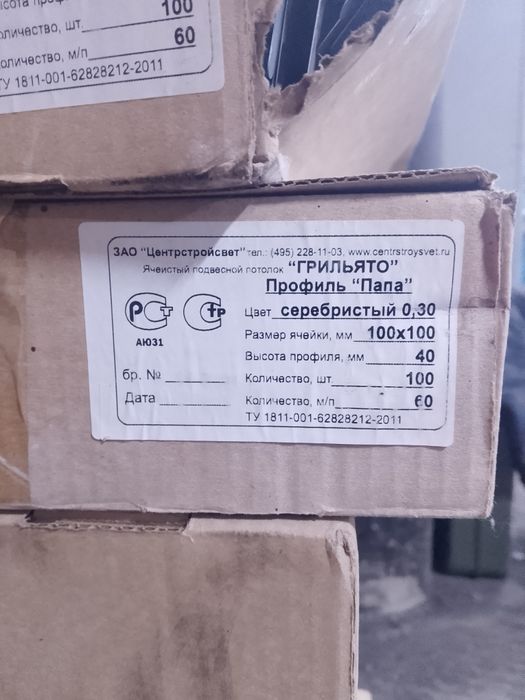 100
оличество, шт.
60
оличество, м/п
ТУ 1811-001-62828212-2011
ЗАО "Центрстройсвет" тел.: (495) 228-11-03, www.centrstroysvet.ru
Ячеистый подвесной потолок "ГРИЛЬЯТО"
Профиль "Папа"
Цвет серебристый 0,30
Размер ячейки, мм 100x100
АЮ31
Высота профиля, мм 40
бр. № Количество, шт. 100
Дата Количество, м/п 60
ТУ 1811-001-62828212-2011